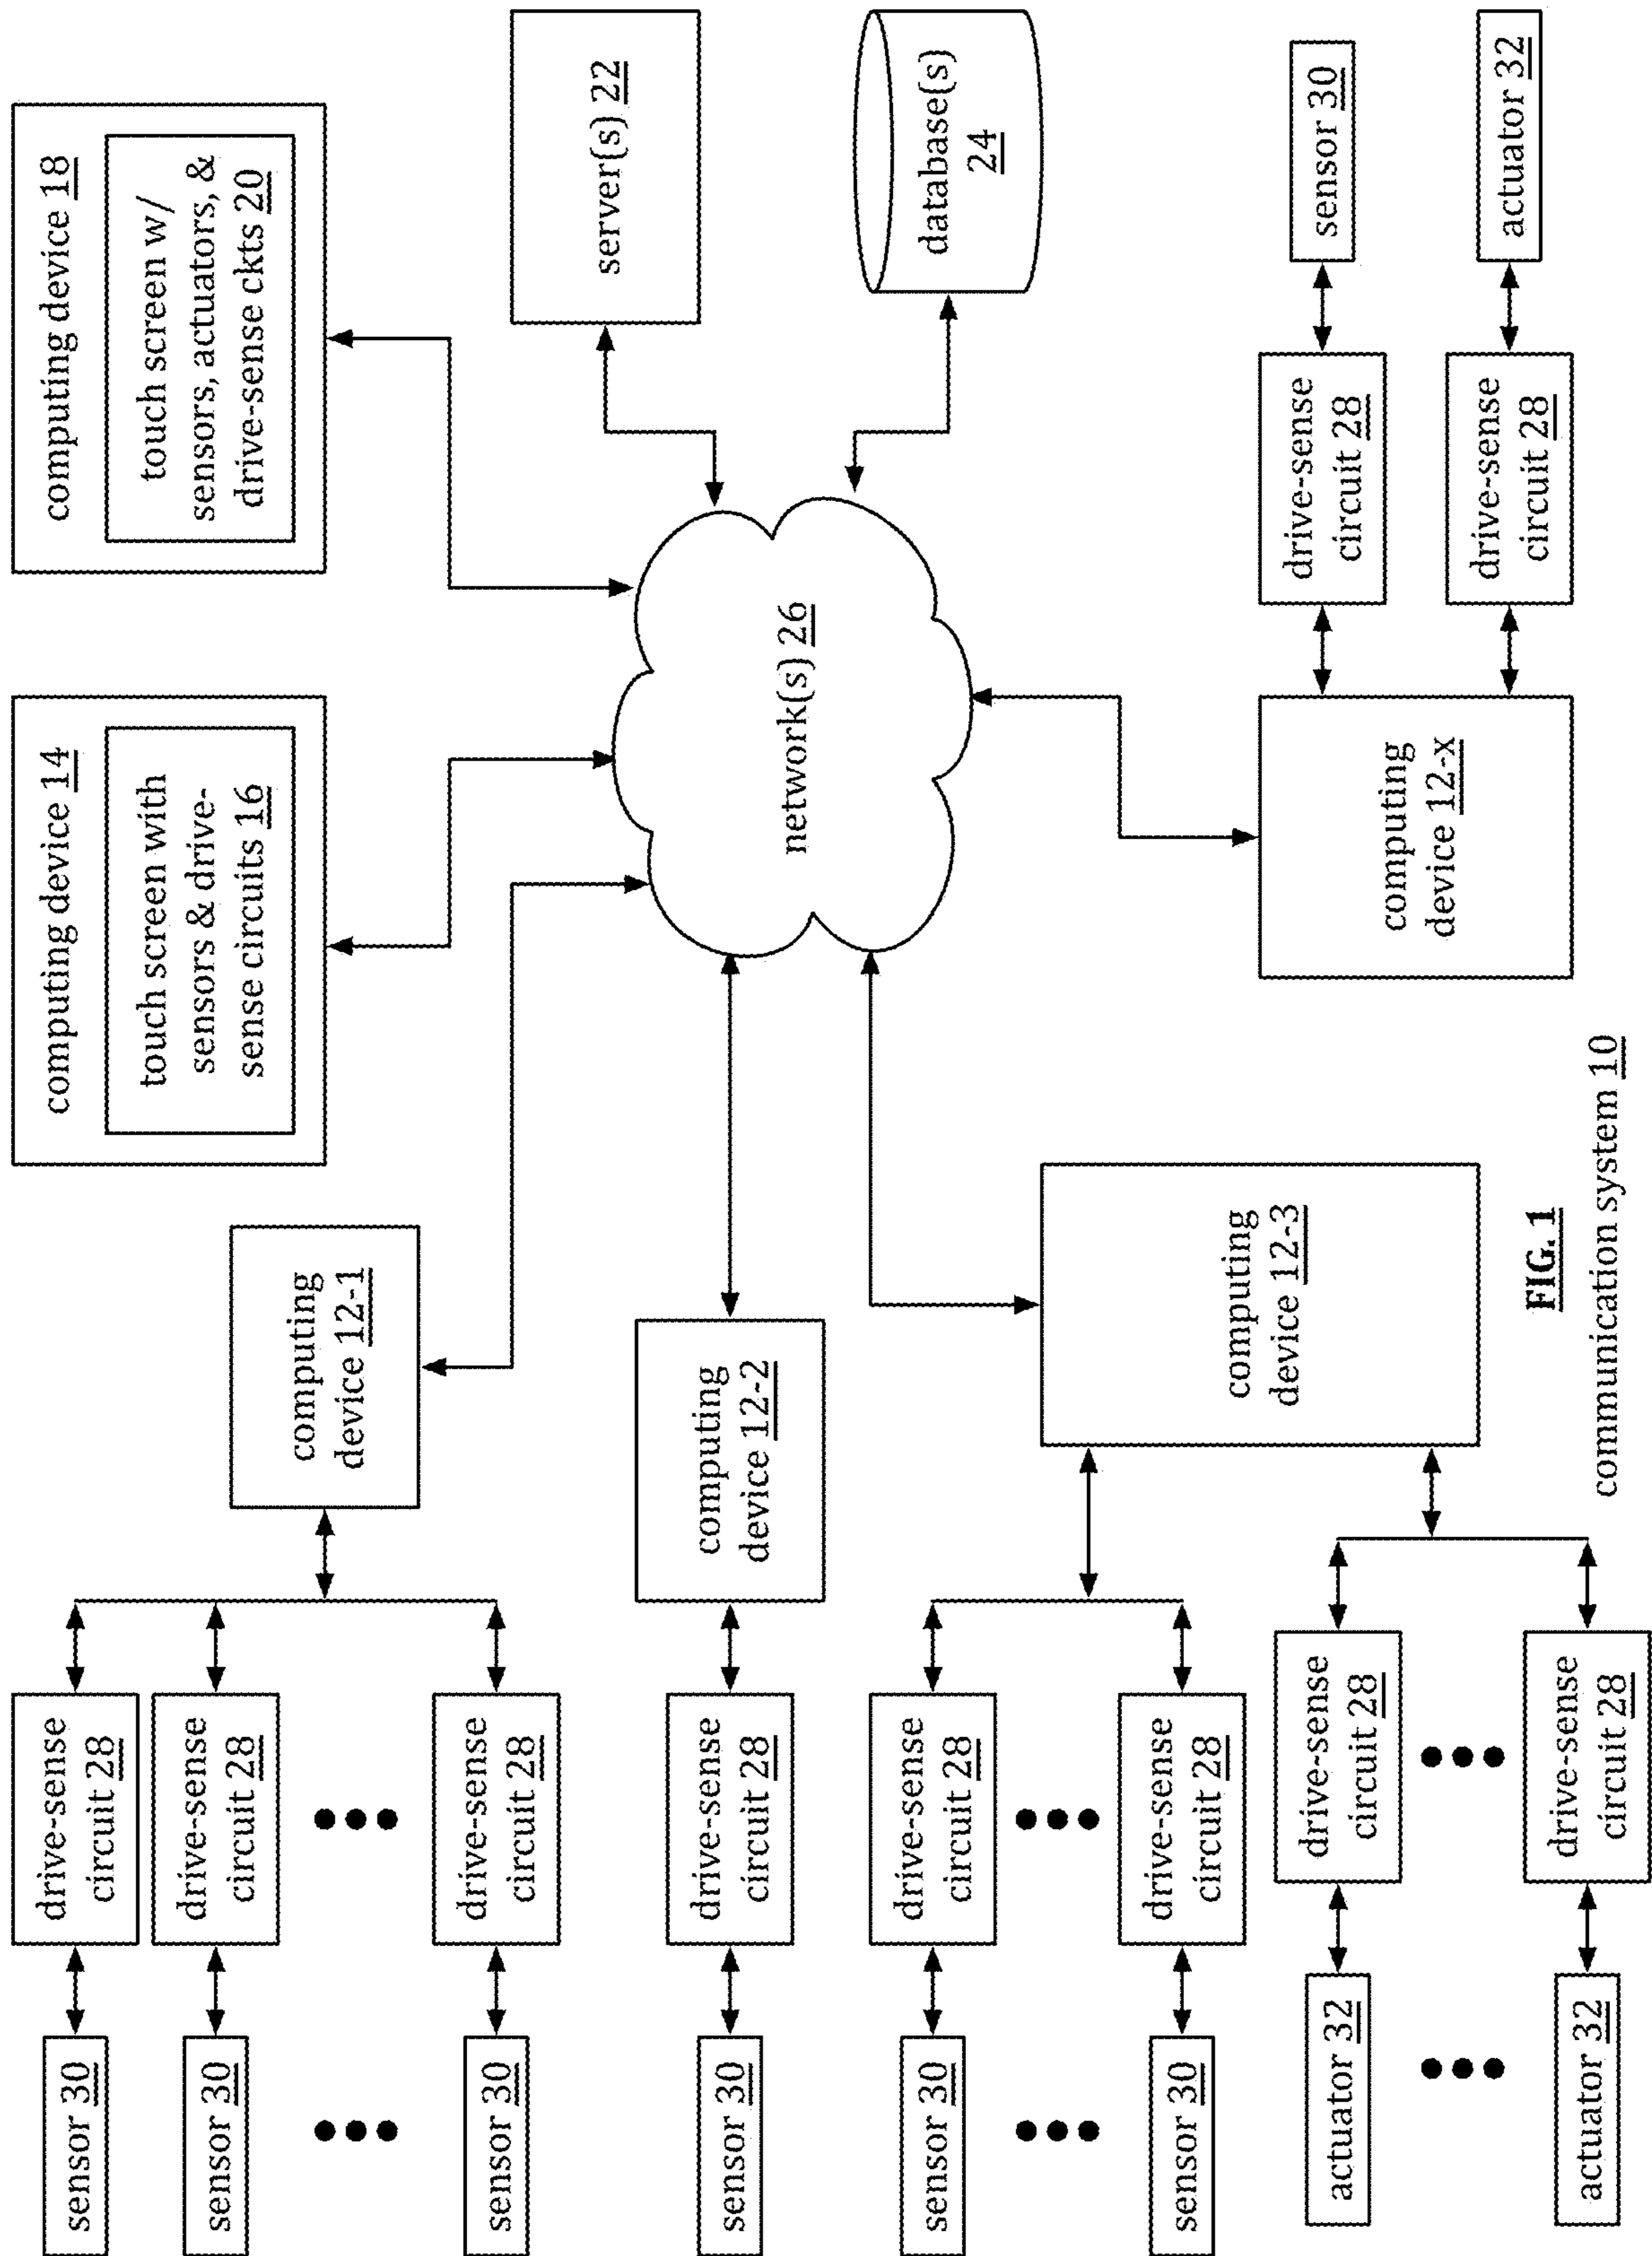 sensor 30
drive-sense
circuit 28
sensor 30
drive-sense
circuit 28
sensor 30
drive-sense
circuit 28
computing
device 12-1
computing device 14
touch screen with
sensors & drive-
sense circuits 16
computing device 18
touch screen w/
sensors, actuators, &
drive-sense ckts 20
sensor 30
drive-sense
circuit 28
computing
device 12-2
network(s) 26
server(s) 22
database(s)
24
sensor 30
drive-sense
circuit 28
sensor 30
drive-sense
circuit 28
computing
device 12-3
actuator 32
drive-sense
circuit 28
actuator 32
drive-sense
circuit 28
computing
device 12-x
drive-sense
circuit 28
sensor 30
drive-sense
circuit 28
actuator 32
FIG. 1
communication system 10